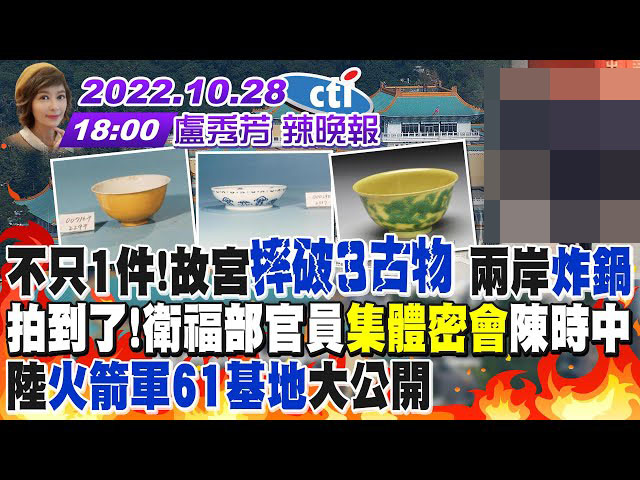 2022.10.28
cti
18:00 盧秀芳 辣晚報
不只1件!故宮摔破3古物 兩岸炸鍋
拍到了!衛福部官員集體密會陳時中
陸火箭軍61基地大公開